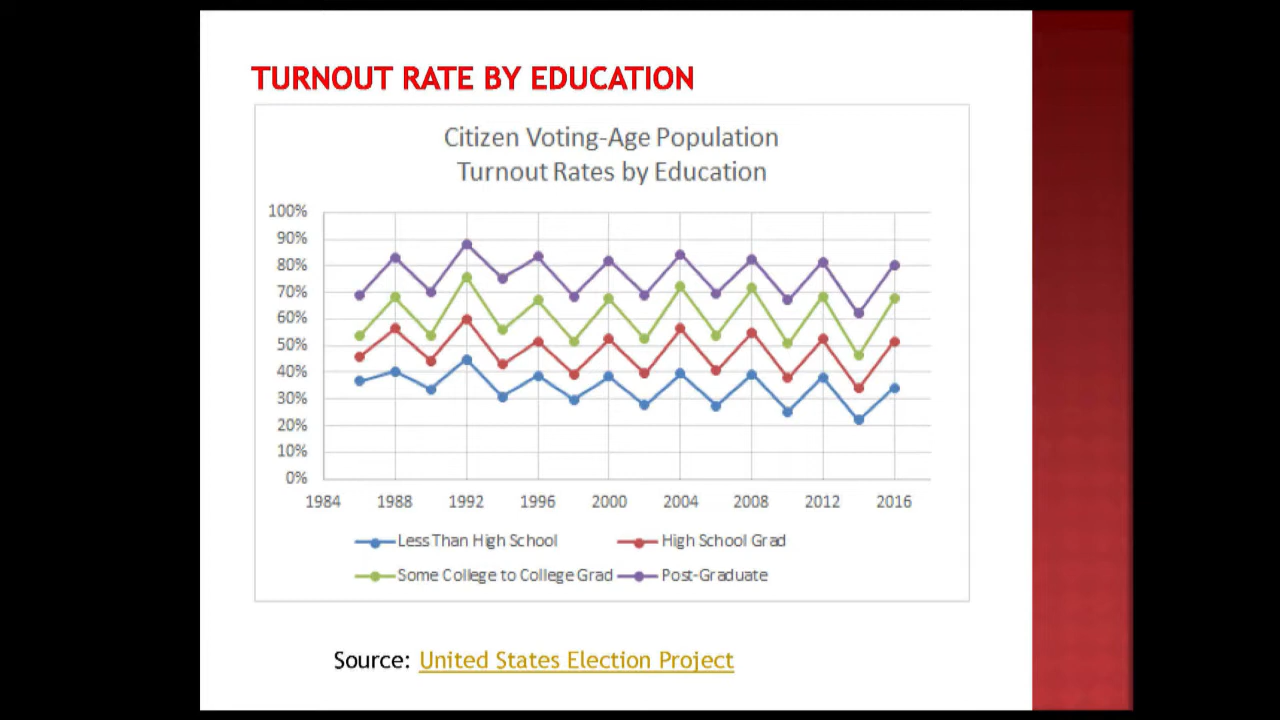 TURNOUT RATE BY EDUCATION
Citizen Voting-Age Population
Turnout Rates by Education
100%
90%
80%
70%
60%
50%
40%
30%
20%
10%
0%
1984 1988 1992 1996 2000 2004 2008 2012 2016
Less Than High School High School Grad
Some College to College Grad Post-Graduate
Source: United States Election Project